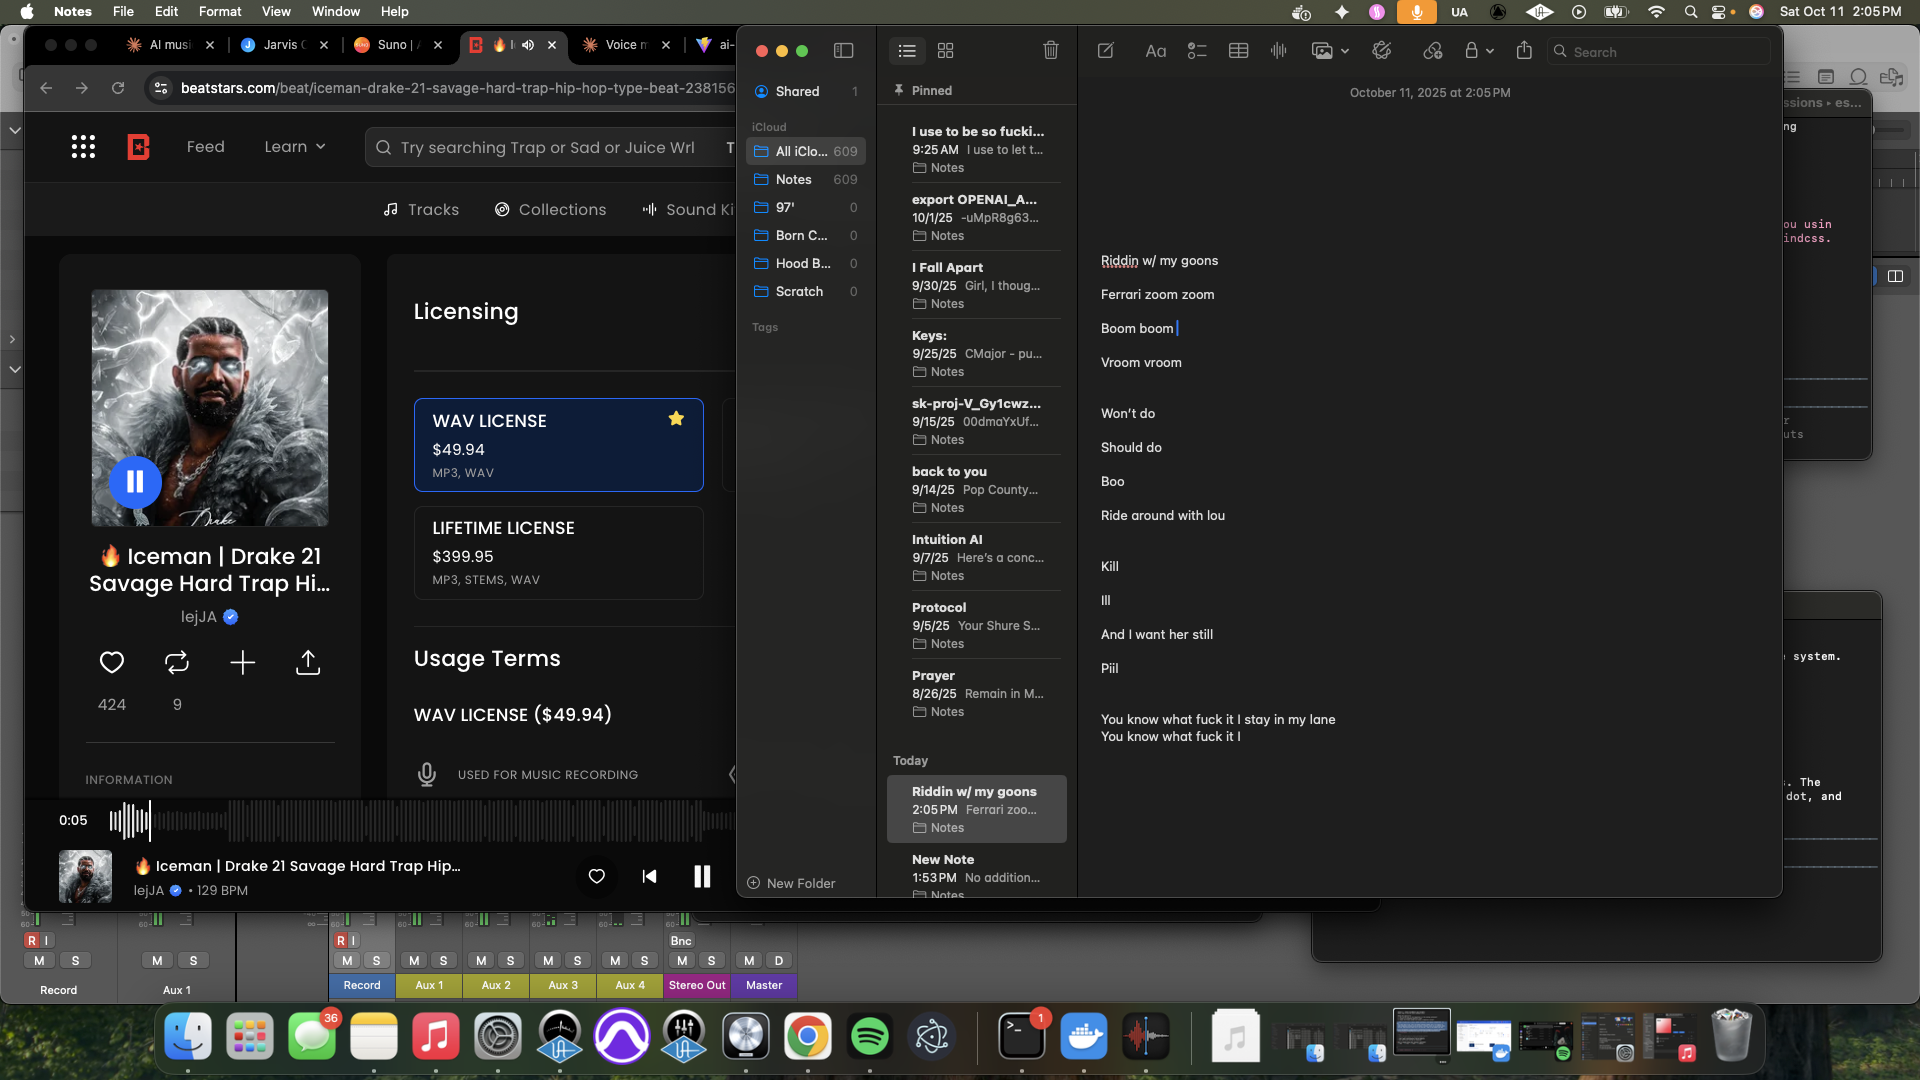 Notes File Edit Format View Window Help
UA
Sat Oct 11 2:05 PM
AI musi
Jarvis C
Suno | A
Voice m
ai-
beatstars.com/beat/iceman-drake-21-savage-hard-trap-hip-hop-type-beat-238156
Feed
Learn
Try searching Trap or Sad or Juice Wrl
T
Tracks
Collections
Sound Ki
🔥 Iceman | Drake 21
Savage Hard Trap Hi...
lejJA
424
9
INFORMATION
Licensing
WAV LICENSE
$49.94
MP3, WAV
LIFETIME LICENSE
$399.95
MP3, STEMS, WAV
Usage Terms
WAV LICENSE ($49.94)
USED FOR MUSIC RECORDING
0:05
🔥 Iceman | Drake 21 Savage Hard Trap Hip...
lejJA • 129 BPM
Shared 1
iCloud
All iClo... 609
Notes 609
97' 0
Born C... 0
Hood B... 0
Scratch 0
Tags
New Folder
Pinned
I use to be so fucki...
9:25 AM I use to let t...
Notes
export OPENAI_A...
10/1/25 -uMpR8g63...
Notes
I Fall Apart
9/30/25 Girl, I thoug...
Notes
Keys:
9/25/25 CMajor - pu...
Notes
sk-proj-V_Gy1cwz...
9/15/25 00dmaYxUf...
Notes
back to you
9/14/25 Pop County...
Notes
Intuition AI
9/7/25 Here's a conc...
Notes
Protocol
9/5/25 Your Shure S...
Notes
Prayer
8/26/25 Remain in M...
Notes
Today
Riddin w/ my goons
2:05 PM Ferrari zoo...
Notes
New Note
1:53 PM No addition...
Notes
Search
October 11, 2025 at 2:05 PM
Riddin w/ my goons
Ferrari zoom zoom
Boom boom
Vroom vroom
Won't do
Should do
Boo
Ride around with lou
Kill
Ill
And I want her still
Piil
You know what fuck it I stay in my lane
You know what fuck it I
ssions ▸ es...
ng
ou usin
indcss.
r
uts
e system.
s. The
dot, and
R I
M S
Record
M S
Aux 1
R I
M S
Record
M S
Aux 1
M S
Aux 2
M S
Aux 3
M S
Aux 4
Bnc
M S
Stereo Out
M D
Master
36
1